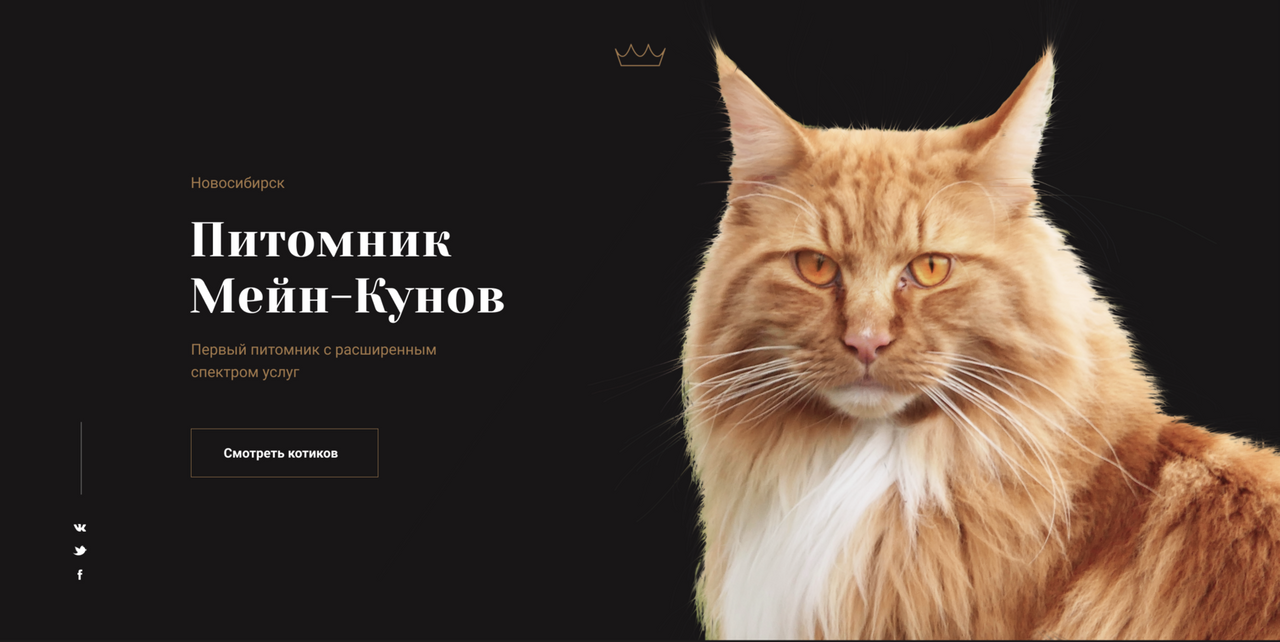 Новосибирск
Питомник
Мейн-Кунов
Первый питомник с расширенным
спектром услуг
Смотреть котиков